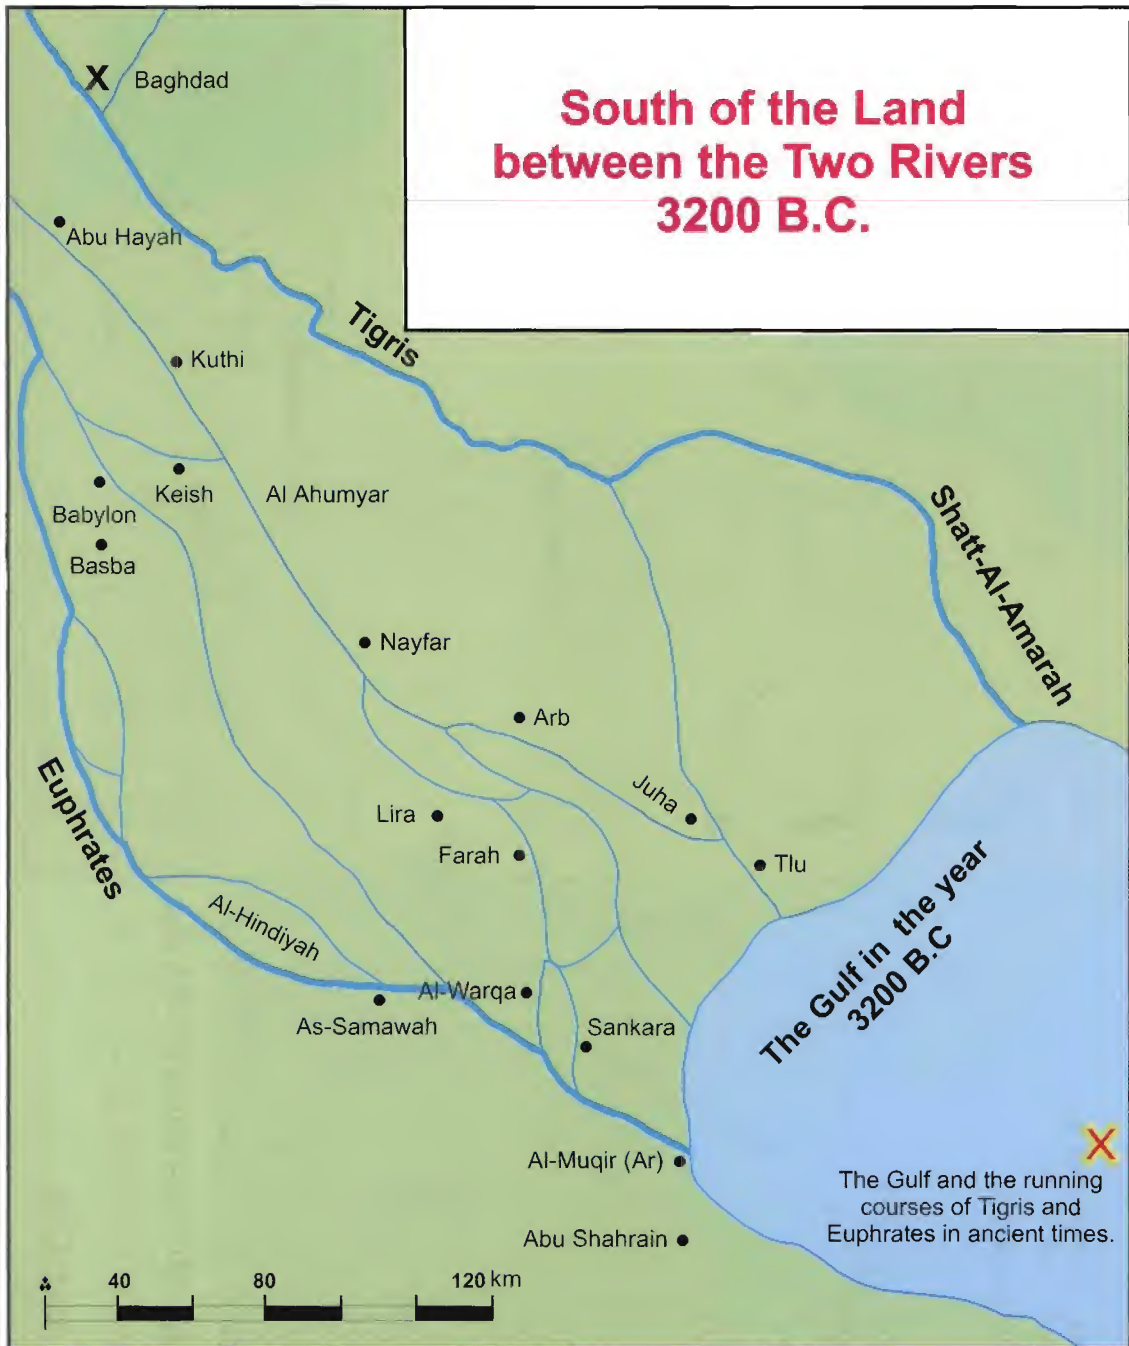 South of the Land
between the Two Rivers
3200 B.C.
X Baghdad
Abu Hayah
Tigris
Kuthi
Keish
Al Ahumyar
Babylon
Basba
Shatt-Al-Amarah
Nayfar
Arb
Juha
Euphrates
Lira
Farah
Tlu
Al-Hindiyah
The Gulf in the year
3200 B.C
Al-Warqa
As-Samawah
Sankara
X
Al-Muqir (Ar)
The Gulf and the running
courses of Tigris and
Euphrates in ancient times.
Abu Shahrain
40 80 120 km